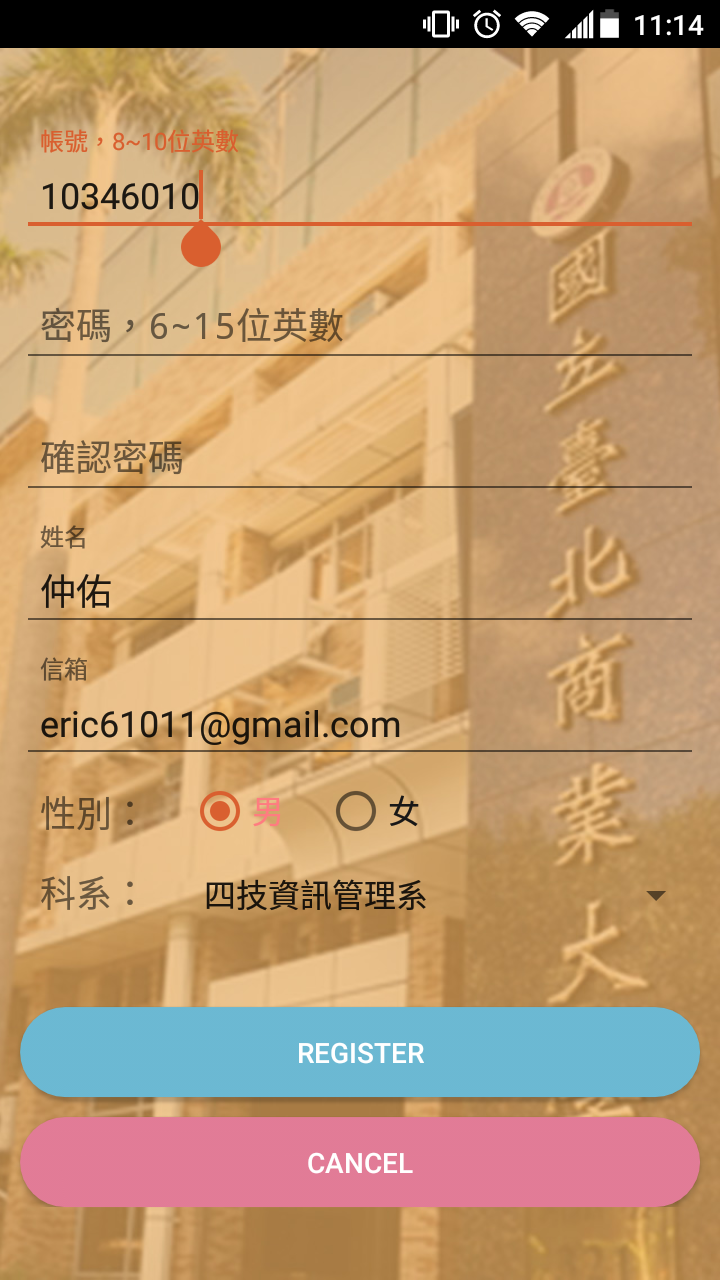 11:14
帳號，8~10位英數
10346010
密碼，6~15位英數
確認密碼
姓名
仲佑
信箱
eric61011@gmail.com
性別： 男 女
科系： 四技資訊管理系
REGISTER
CANCEL
國立臺北商業大